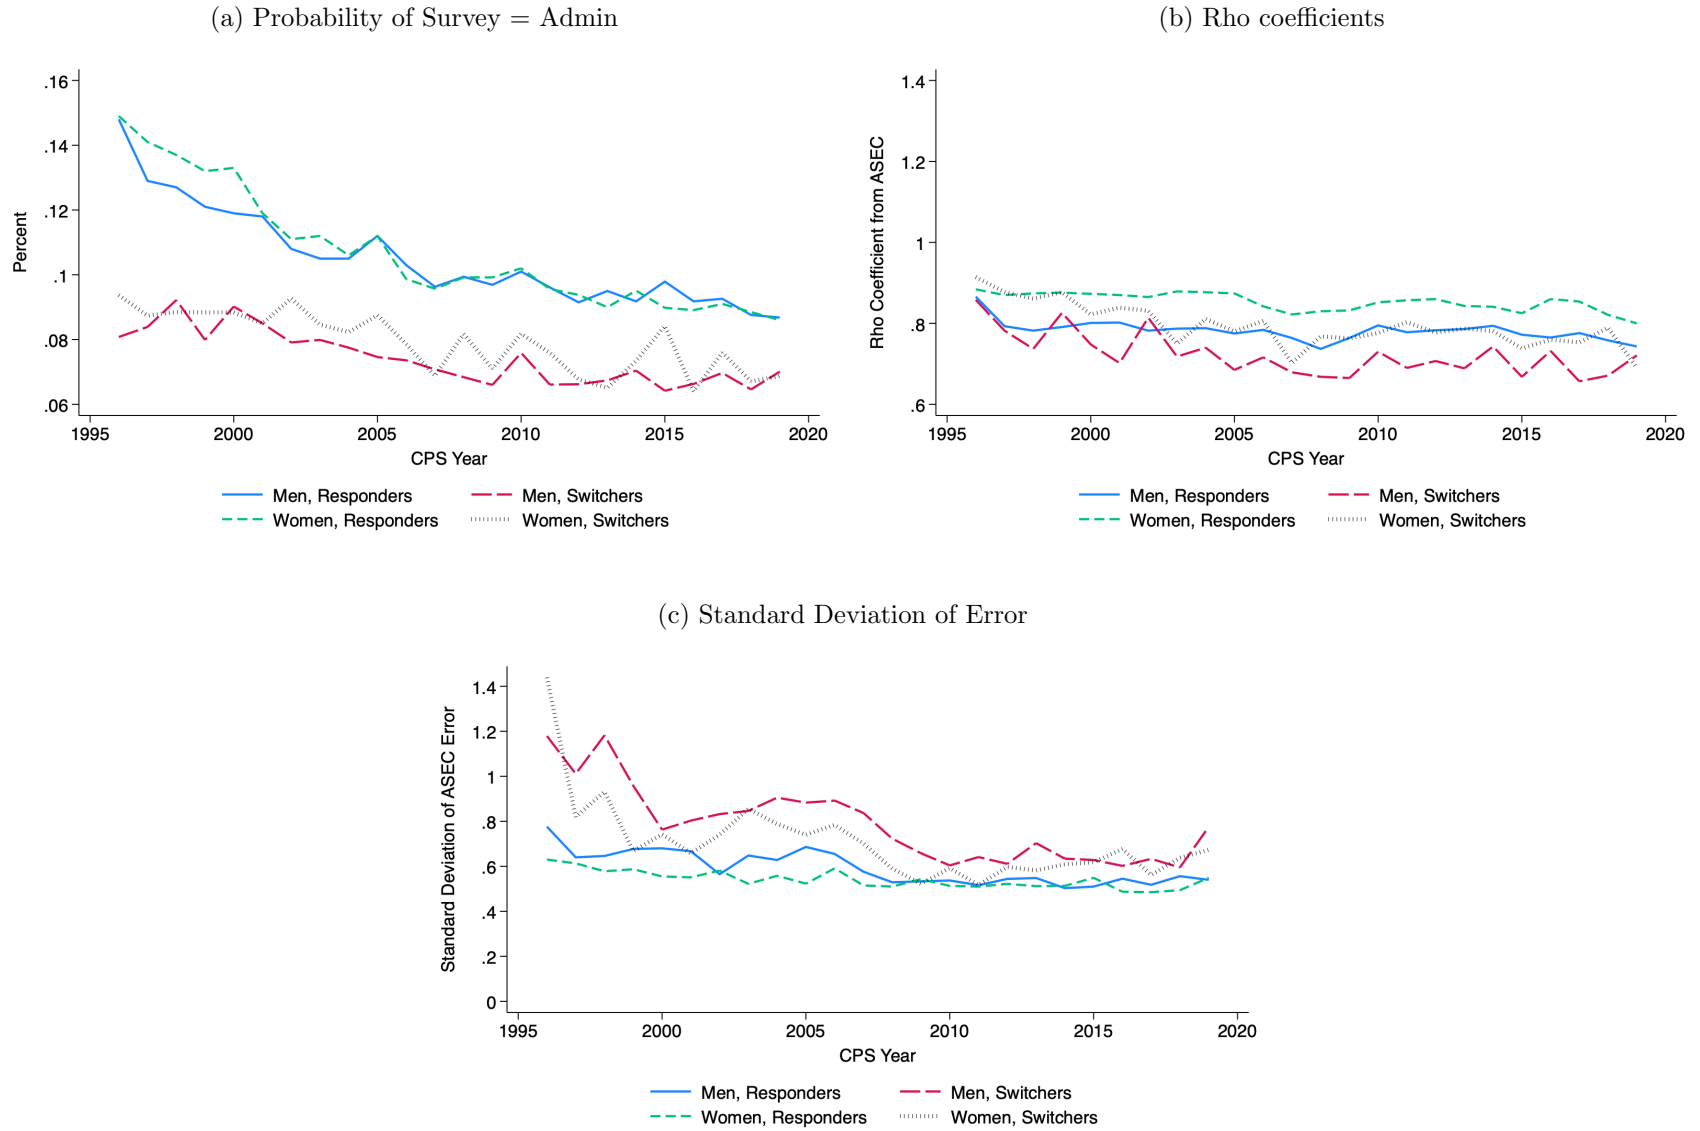 (a) Probability of Survey = Admin
.16
.14
.12
.1
.08
.06
Percent
1995 2000 2005 2010 2015 2020
CPS Year
Men, Responders Men, Switchers
Women, Responders Women, Switchers
(b) Rho coefficients
1.4
1.2
1
.8
.6
Rho Coefficient from ASEC
1995 2000 2005 2010 2015 2020
CPS Year
Men, Responders Men, Switchers
Women, Responders Women, Switchers
(c) Standard Deviation of Error
1.4
1.2
1
.8
.6
.4
.2
0
Standard Deviation of ASEC Error
1995 2000 2005 2010 2015 2020
CPS Year
Men, Responders Men, Switchers
Women, Responders Women, Switchers